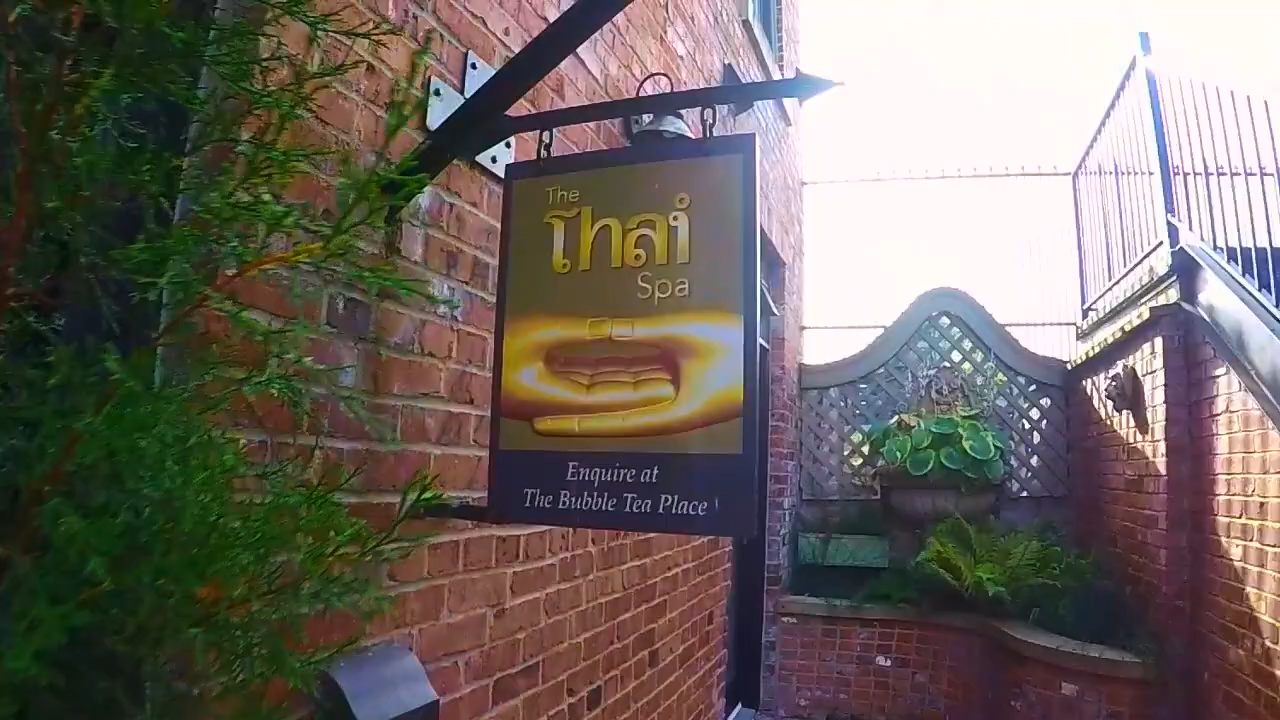 The
Thai
Spa
Enquire at
The Bubble Tea Place